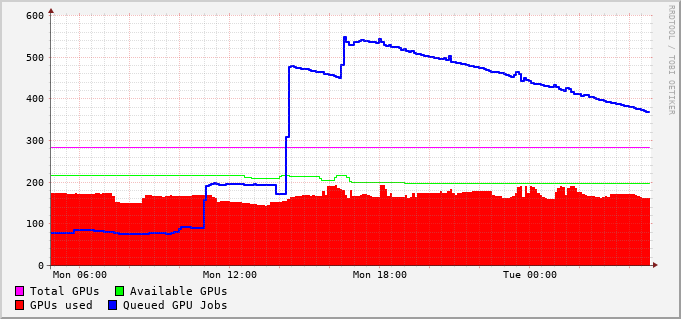 600
500
400
300
200
100
0
Mon 06:00 Mon 12:00 Mon 18:00 Tue 00:00
Total GPUs Available GPUs
GPUs used Queued GPU Jobs
RRDTOOL / TOBI OETIKER